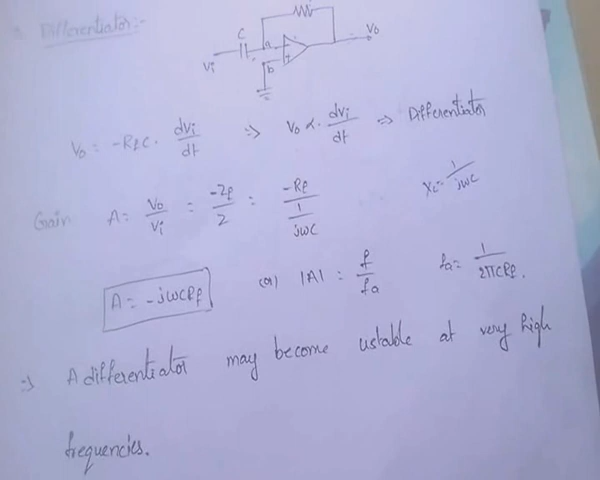 Differentiator:-
C
Vi
a
b
-
+
Vo
Vo = -RfC · dVi/dt ⇒ Vo ∝ · dVi/dt ⇒ Differentiator
Gain A = Vo/Vi = -Zf/Z = -Rf/(1/jωC) Xc = 1/jωC
A = -jωCRf (or) |A| = f/fa fa = 1/2πCRf.
⇒ A differentiator may become ustable at very high
frequencies.